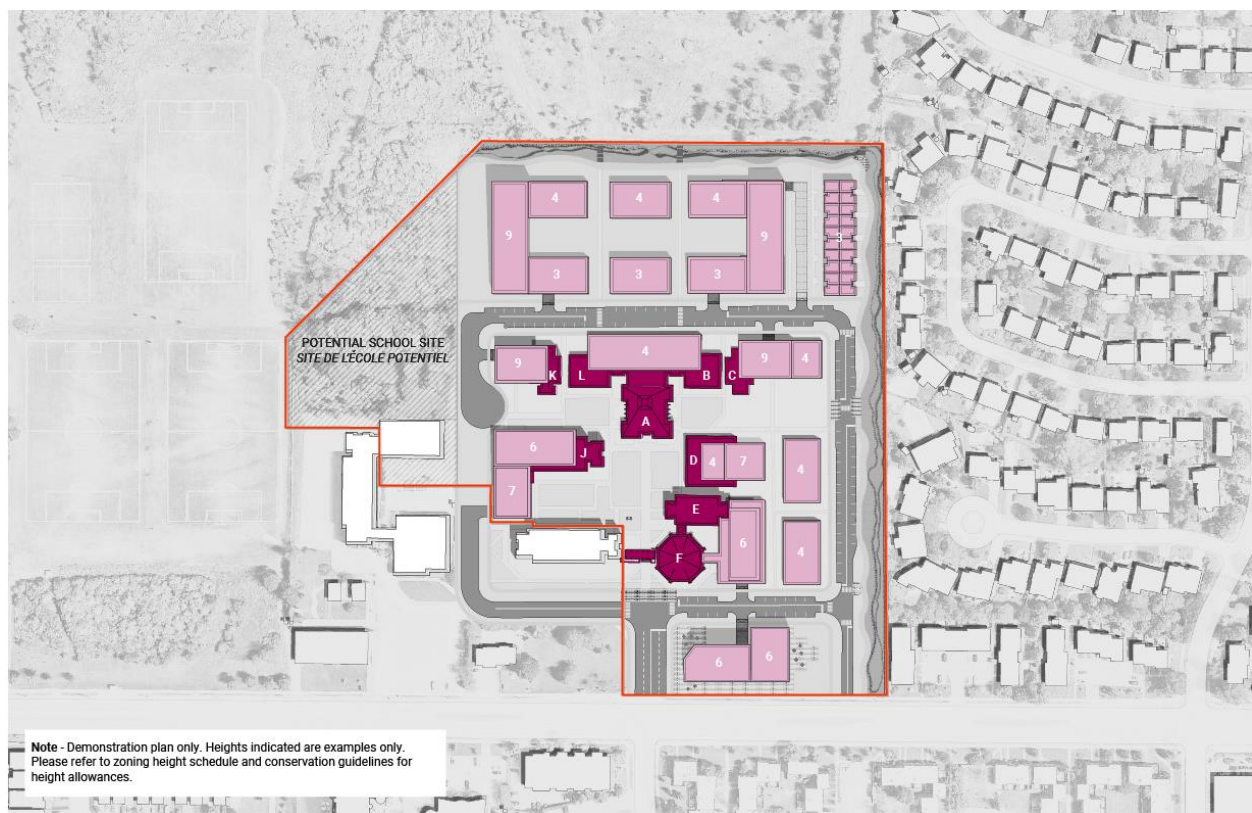 4
4
4
9
9
3
3
3
3
POTENTIAL SCHOOL SITE
SITE DE L'ÉCOLE POTENTIEL
4
9
9
4
K
L
B
C
A
6
J
D
4
7
4
7
E
6
4
F
6
6
Note - Demonstration plan only. Heights indicated are examples only.
Please refer to zoning height schedule and conservation guidelines for
height allowances.